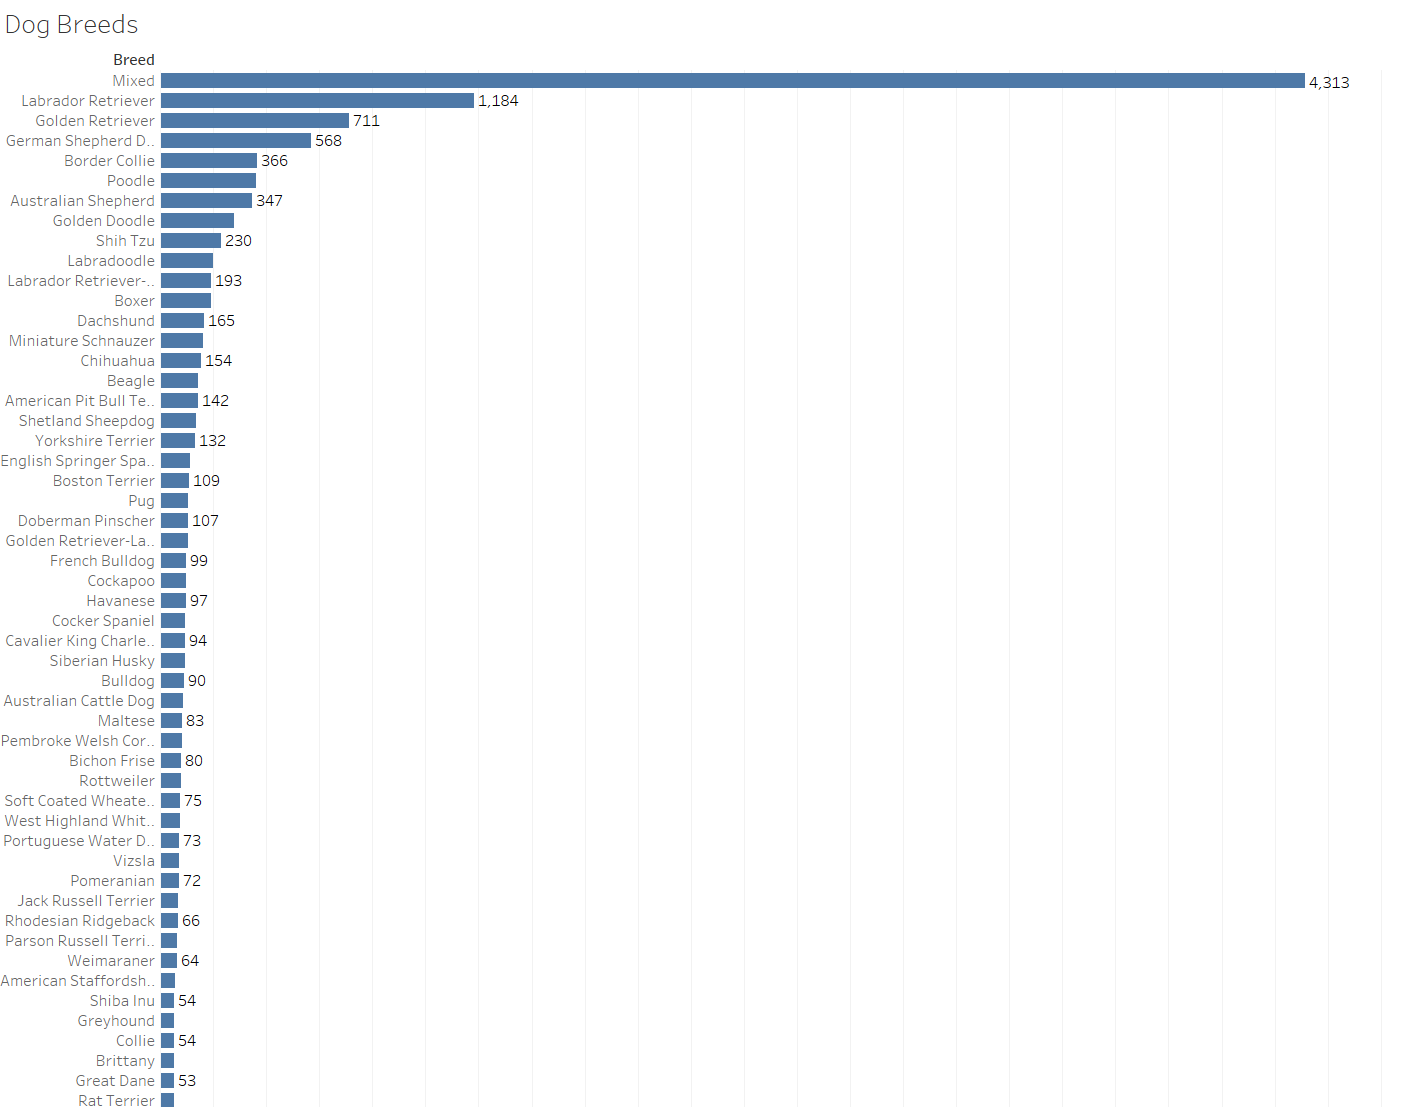 Dog Breeds
Breed
Mixed 4,313
Labrador Retriever 1,184
Golden Retriever 711
German Shepherd D.. 568
Border Collie 366
Poodle
Australian Shepherd 347
Golden Doodle
Shih Tzu 230
Labradoodle
Labrador Retriever-.. 193
Boxer
Dachshund 165
Miniature Schnauzer
Chihuahua 154
Beagle
American Pit Bull Te.. 142
Shetland Sheepdog
Yorkshire Terrier 132
English Springer Spa..
Boston Terrier 109
Pug
Doberman Pinscher 107
Golden Retriever-La..
French Bulldog 99
Cockapoo
Havanese 97
Cocker Spaniel
Cavalier King Charle.. 94
Siberian Husky
Bulldog 90
Australian Cattle Dog
Maltese 83
Pembroke Welsh Cor..
Bichon Frise 80
Rottweiler
Soft Coated Wheate.. 75
West Highland Whit..
Portuguese Water D.. 73
Vizsla
Pomeranian 72
Jack Russell Terrier
Rhodesian Ridgeback 66
Parson Russell Terri..
Weimaraner 64
American Staffordsh..
Shiba Inu 54
Greyhound
Collie 54
Brittany
Great Dane 53
Rat Terrier